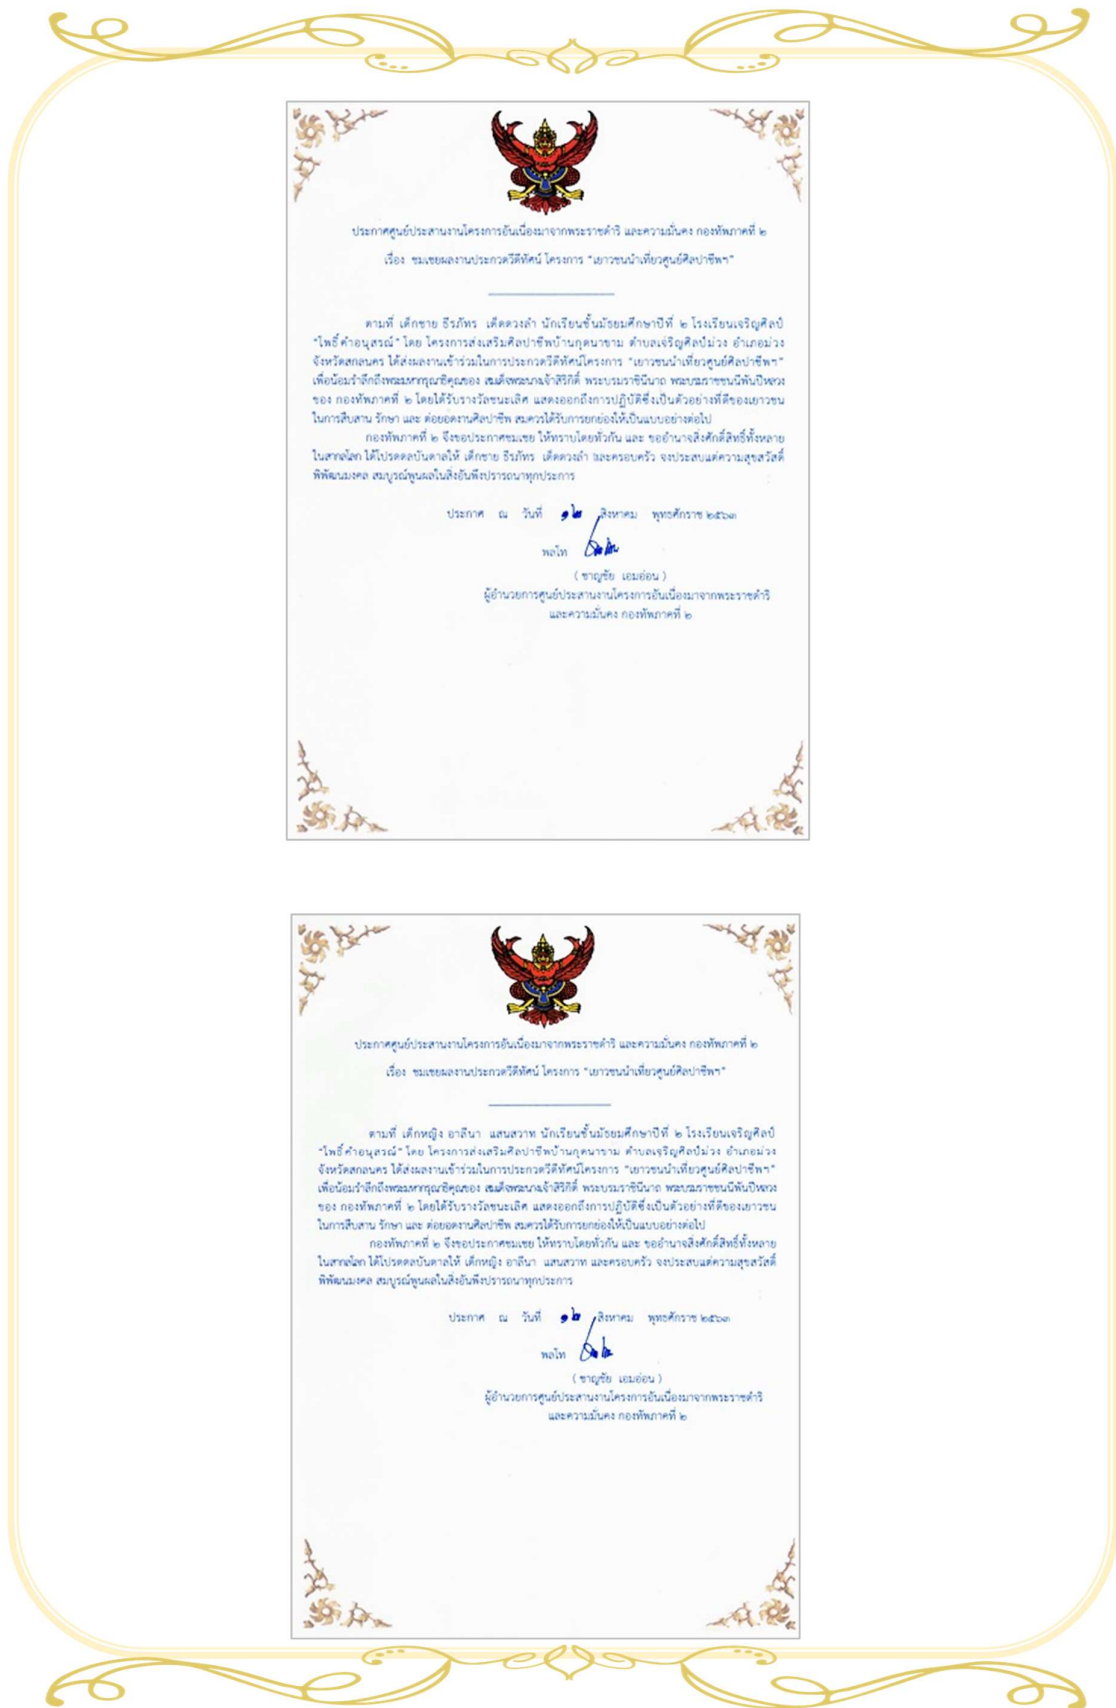 ประกาศศูนย์ประสานงานโครงการอันเนื่องมาจากพระราชดำริ และความมั่นคง กองทัพภาคที่ ๒
เรื่อง ชมเชยผลงานประกวดวีดีทัศน์ โครงการ "เยาวชนนำเที่ยวศูนย์ศิลปาชีพฯ"
ตามที่ เด็กชาย ธีรภัทร เด็ดดวงลำ นักเรียนชั้นมัธยมศึกษาปีที่ ๒ โรงเรียนเจริญศิลป์
"โพธิ์คำอนุสรณ์" โดย โครงการส่งเสริมศิลปาชีพบ้านกุดนาขาม ตำบลเจริญศิลป์ม่วง อำเภอม่วง
จังหวัดสกลนคร ได้ส่งผลงานเข้าร่วมในการประกวดวีดีทัศน์โครงการ "เยาวชนนำเที่ยวศูนย์ศิลปาชีพฯ"
เพื่อน้อมรำลึกถึงพระมหากรุณาธิคุณของ สมเด็จพระนางเจ้าสิริกิติ์ พระบรมราชินีนาถ พระบรมราชชนนีพันปีหลวง
ของ กองทัพภาคที่ ๒ โดยได้รับรางวัลชนะเลิศ แสดงออกถึงการปฏิบัติซึ่งเป็นตัวอย่างที่ดีของเยาวชน
ในการสืบสาน รักษา และ ต่อยอดงานศิลปาชีพ สมควรได้รับการยกย่องให้เป็นแบบอย่างต่อไป
กองทัพภาคที่ ๒ จึงขอประกาศชมเชย ให้ทราบโดยทั่วกัน และ ขออำนาจสิ่งศักดิ์สิทธิ์ทั้งหลาย
ในสากลโลก ได้โปรดดลบันดาลให้ เด็กชาย ธีรภัทร เด็ดดวงลำ และครอบครัว จงประสบแต่ความสุขสวัสดิ์
พิพัฒนมงคล สมบูรณ์พูนผลในสิ่งอันพึงปรารถนาทุกประการ
ประกาศ ณ วันที่ ๑๒ สิงหาคม พุทธศักราช ๒๕๖๓
พลโท
( ธัญชัย เอมอ่อน )
ผู้อำนวยการศูนย์ประสานงานโครงการอันเนื่องมาจากพระราชดำริ
และความมั่นคง กองทัพภาคที่ ๒
ประกาศศูนย์ประสานงานโครงการอันเนื่องมาจากพระราชดำริ และความมั่นคง กองทัพภาคที่ ๒
เรื่อง ชมเชยผลงานประกวดวีดีทัศน์ โครงการ "เยาวชนนำเที่ยวศูนย์ศิลปาชีพฯ"
ตามที่ เด็กหญิง อาลีนา แสนสวาท นักเรียนชั้นมัธยมศึกษาปีที่ ๒ โรงเรียนเจริญศิลป์
"โพธิ์คำอนุสรณ์" โดย โครงการส่งเสริมศิลปาชีพบ้านกุดนาขาม ตำบลเจริญศิลป์ม่วง อำเภอม่วง
จังหวัดสกลนคร ได้ส่งผลงานเข้าร่วมในการประกวดวีดีทัศน์โครงการ "เยาวชนนำเที่ยวศูนย์ศิลปาชีพฯ"
เพื่อน้อมรำลึกถึงพระมหากรุณาธิคุณของ สมเด็จพระนางเจ้าสิริกิติ์ พระบรมราชินีนาถ พระบรมราชชนนีพันปีหลวง
ของ กองทัพภาคที่ ๒ โดยได้รับรางวัลชนะเลิศ แสดงออกถึงการปฏิบัติซึ่งเป็นตัวอย่างที่ดีของเยาวชน
ในการสืบสาน รักษา และ ต่อยอดงานศิลปาชีพ สมควรได้รับการยกย่องให้เป็นแบบอย่างต่อไป
กองทัพภาคที่ ๒ จึงขอประกาศชมเชย ให้ทราบโดยทั่วกัน และ ขออำนาจสิ่งศักดิ์สิทธิ์ทั้งหลาย
ในสากลโลก ได้โปรดดลบันดาลให้ เด็กหญิง อาลีนา แสนสวาท และครอบครัว จงประสบแต่ความสุขสวัสดิ์
พิพัฒนมงคล สมบูรณ์พูนผลในสิ่งอันพึงปรารถนาทุกประการ
ประกาศ ณ วันที่ ๑๒ สิงหาคม พุทธศักราช ๒๕๖๓
พลโท
( ธัญชัย เอมอ่อน )
ผู้อำนวยการศูนย์ประสานงานโครงการอันเนื่องมาจากพระราชดำริ
และความมั่นคง กองทัพภาคที่ ๒